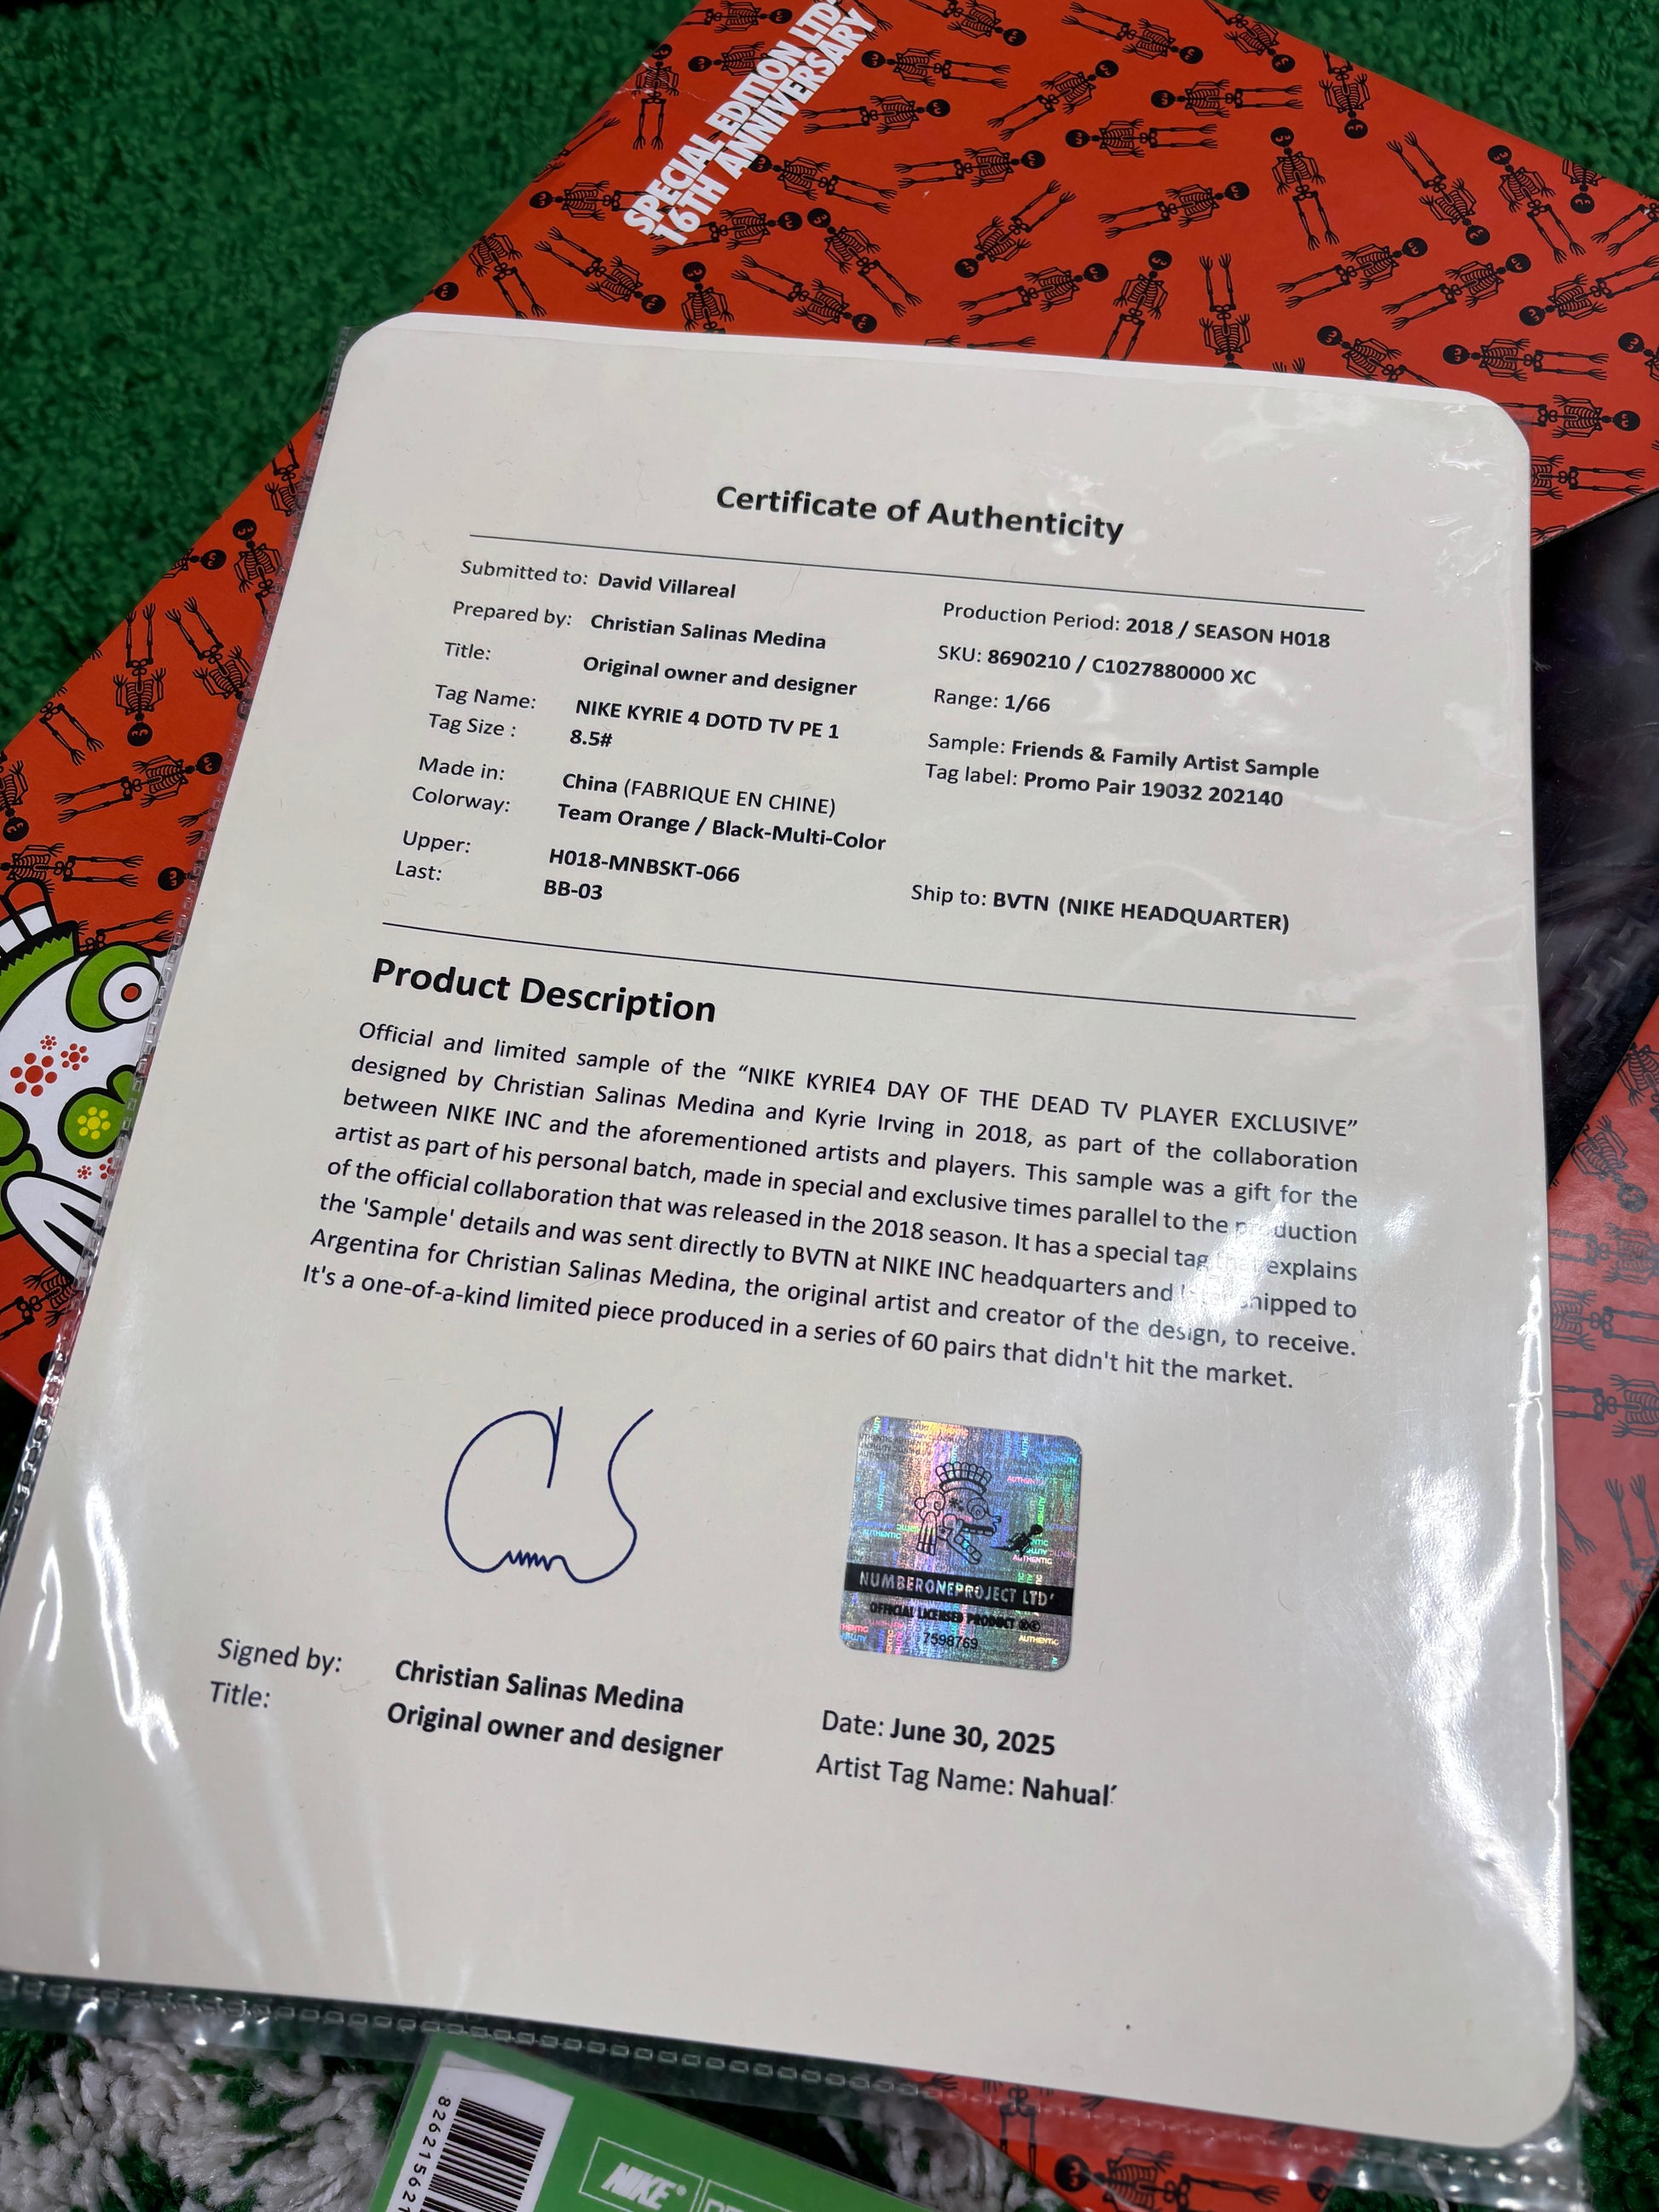 SPECIAL EDITION LTD'
16TH ANNIVERSARY
Certificate of Authenticity
Submitted to: David Villareal
Prepared by: Christian Salinas Medina
Title: Original owner and designer
Tag Name: NIKE KYRIE 4 DOTD TV PE 1
Tag Size : 8.5#
Made in: China (FABRIQUE EN CHINE)
Colorway: Team Orange / Black-Multi-Color
Upper: H018-MNBSKT-066
Last: BB-03
Production Period: 2018 / SEASON H018
SKU: 8690210 / C1027880000 XC
Range: 1/66
Sample: Friends & Family Artist Sample
Tag label: Promo Pair 19032 202140
Ship to: BVTN (NIKE HEADQUARTER)
Product Description
Official and limited sample of the “NIKE KYRIE4 DAY OF THE DEAD TV PLAYER EXCLUSIVE”
designed by Christian Salinas Medina and Kyrie Irving in 2018, as part of the collaboration
between NIKE INC and the aforementioned artists and players. This sample was a gift for the
artist as part of his personal batch, made in special and exclusive times parallel to the production
of the official collaboration that was released in the 2018 season. It has a special tag that explains
the 'Sample' details and was sent directly to BVTN at NIKE INC headquarters and shipped to
Argentina for Christian Salinas Medina, the original artist and creator of the design, to receive.
It's a one-of-a-kind limited piece produced in a series of 60 pairs that didn't hit the market.
CS
AUTHENTIC
NUMBERONEPROJECT LTD'
OFFICIAL LICENSED PRODUCT ®©
7598769
AUTHENTIC
Signed by: Christian Salinas Medina
Title: Original owner and designer
Date: June 30, 2025
Artist Tag Name: Nahual´
82621562
NIKE®